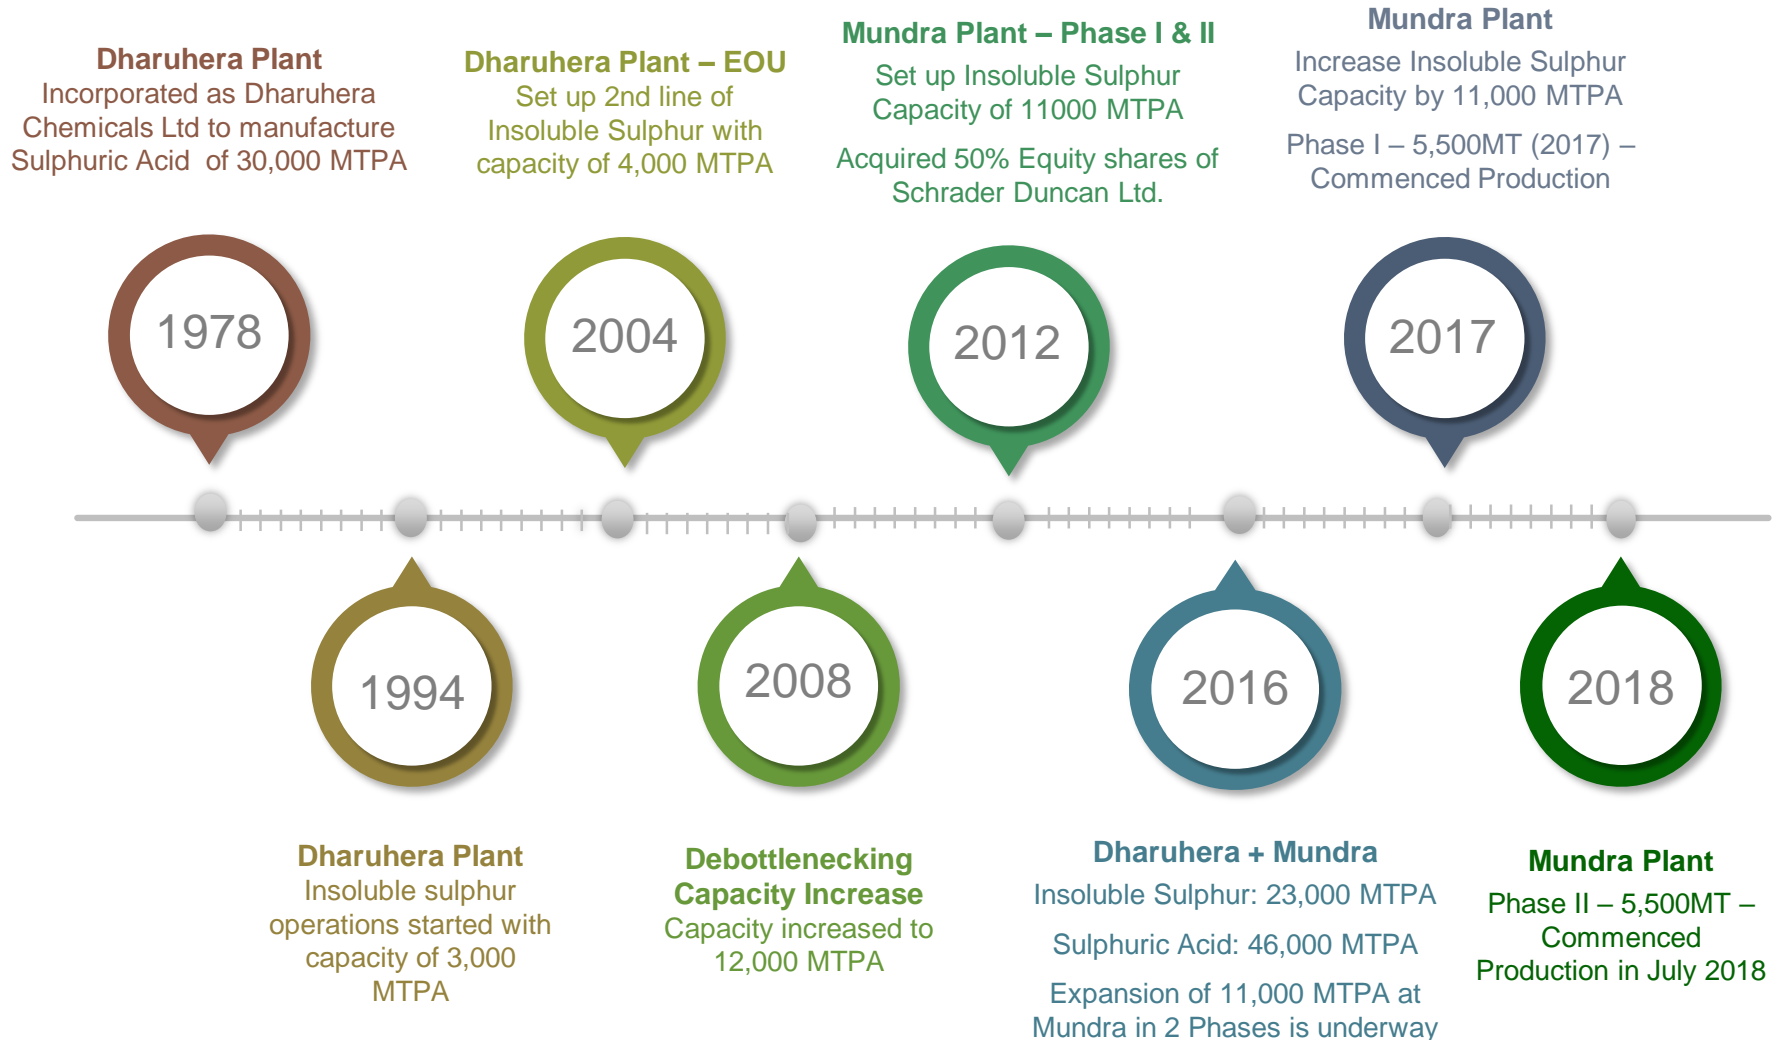 Dharuhera Plant
Incorporated as Dharuhera
Chemicals Ltd to manufacture
Sulphuric Acid of 30,000 MTPA
1978
Dharuhera Plant
Insoluble sulphur
operations started with
capacity of 3,000
MTPA
1994
Dharuhera Plant – EOU
Set up 2nd line of
Insoluble Sulphur with
capacity of 4,000 MTPA
2004
Debottlenecking
Capacity Increase
Capacity increased to
12,000 MTPA
2008
Mundra Plant – Phase I & II
Set up Insoluble Sulphur
Capacity of 11000 MTPA
Acquired 50% Equity shares of
Schrader Duncan Ltd.
2012
Dharuhera + Mundra
Insoluble Sulphur: 23,000 MTPA
Sulphuric Acid: 46,000 MTPA
Expansion of 11,000 MTPA at
Mundra in 2 Phases is underway
2016
Mundra Plant
Increase Insoluble Sulphur
Capacity by 11,000 MTPA
Phase I – 5,500MT (2017) –
Commenced Production
2017
Mundra Plant
Phase II – 5,500MT –
Commenced
Production in July 2018
2018